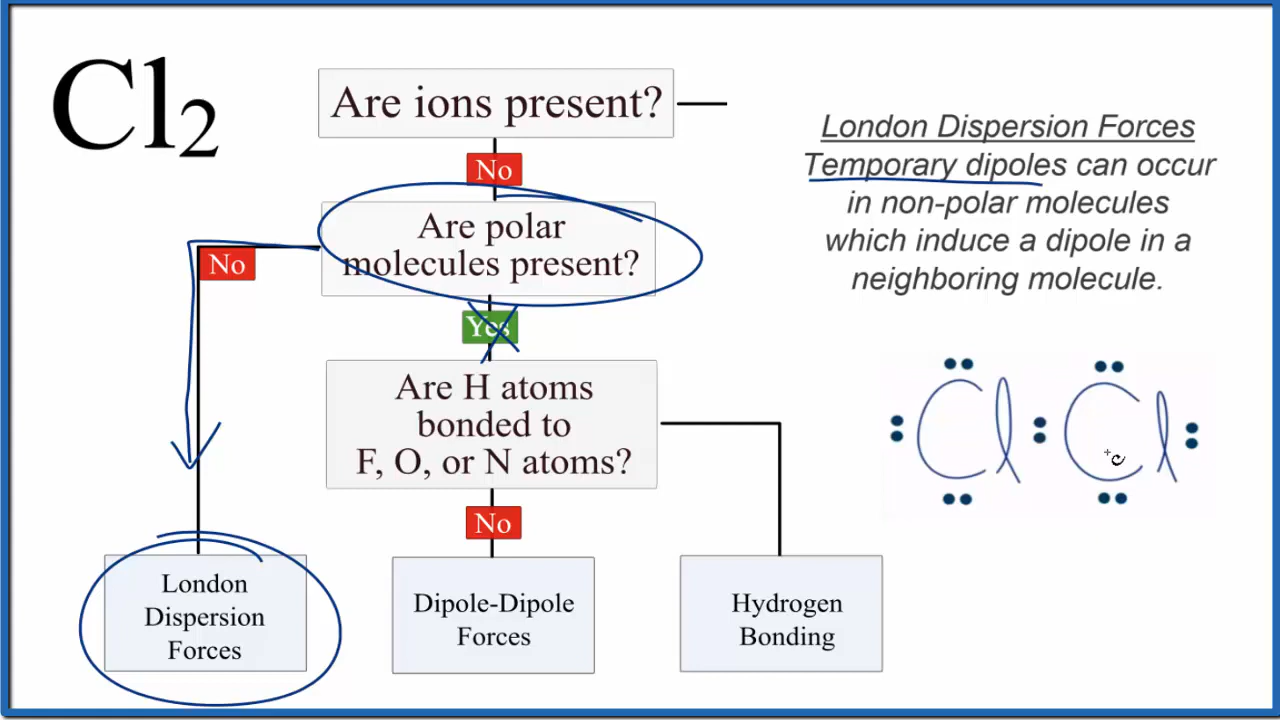 Cl2
Are ions present?
No
Are polar
molecules present?
No
Yes
Are H atoms
bonded to
F, O, or N atoms?
No
London
Dispersion
Forces
Dipole-Dipole
Forces
Hydrogen
Bonding
London Dispersion Forces
Temporary dipoles can occur
in non-polar molecules
which induce a dipole in a
neighboring molecule.
Cl Cl